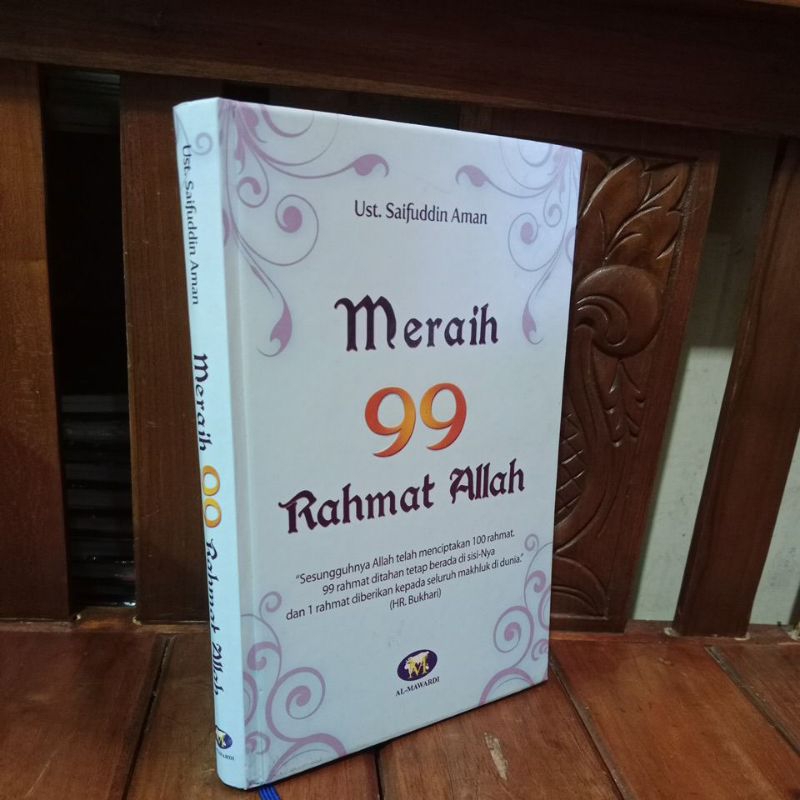 Ust. Saifuddin Aman
Meraih
99
Rahmat Allah
"Sesungguhnya Allah telah menciptakan 100 rahmat.
99 rahmat ditahan tetap berada di sisi-Nya
dan 1 rahmat diberikan kepada seluruh makhluk di dunia."
(HR. Bukhari)
M
AL-MAWARDI
Ust. Saifuddin Aman
Meraih 99 Rahmat Allah